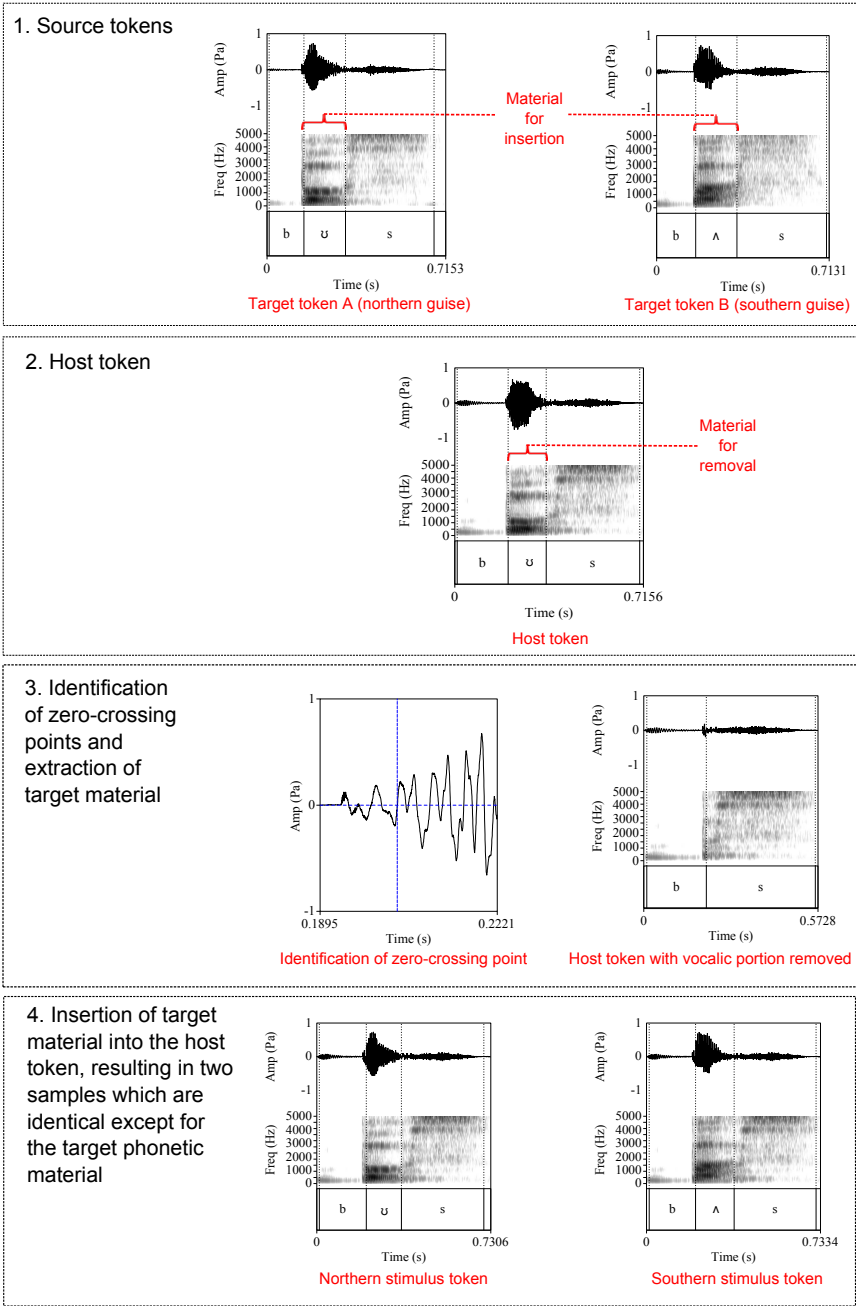 1. Source tokens
Amp (Pa)
1
0
-1
Freq (Hz)
5000
4000
3000
2000
1000
0
b
ʊ
s
0
0.7153
Time (s)
Target token A (northern guise)
Material
for
insertion
Amp (Pa)
1
0
-1
Freq (Hz)
5000
4000
3000
2000
1000
0
b
ʌ
s
0
0.7131
Time (s)
Target token B (southern guise)
2. Host token
Amp (Pa)
1
0
-1
Freq (Hz)
5000
4000
3000
2000
1000
0
b
ʊ
s
0
0.7156
Time (s)
Host token
Material
for
removal
3. Identification
of zero-crossing
points and
extraction of
target material
Amp (Pa)
1
0
-1
0.1895
0.2221
Time (s)
Identification of zero-crossing point
Amp (Pa)
1
0
-1
Freq (Hz)
5000
4000
3000
2000
1000
0
b
s
0
0.5728
Time (s)
Host token with vocalic portion removed
4. Insertion of target
material into the host
token, resulting in two
samples which are
identical except for
the target phonetic
material
Amp (Pa)
1
0
-1
Freq (Hz)
5000
4000
3000
2000
1000
0
b
ʊ
s
0
0.7306
Time (s)
Northern stimulus token
Amp (Pa)
1
0
-1
Freq (Hz)
5000
4000
3000
2000
1000
0
b
ʌ
s
0
0.7334
Time (s)
Southern stimulus token